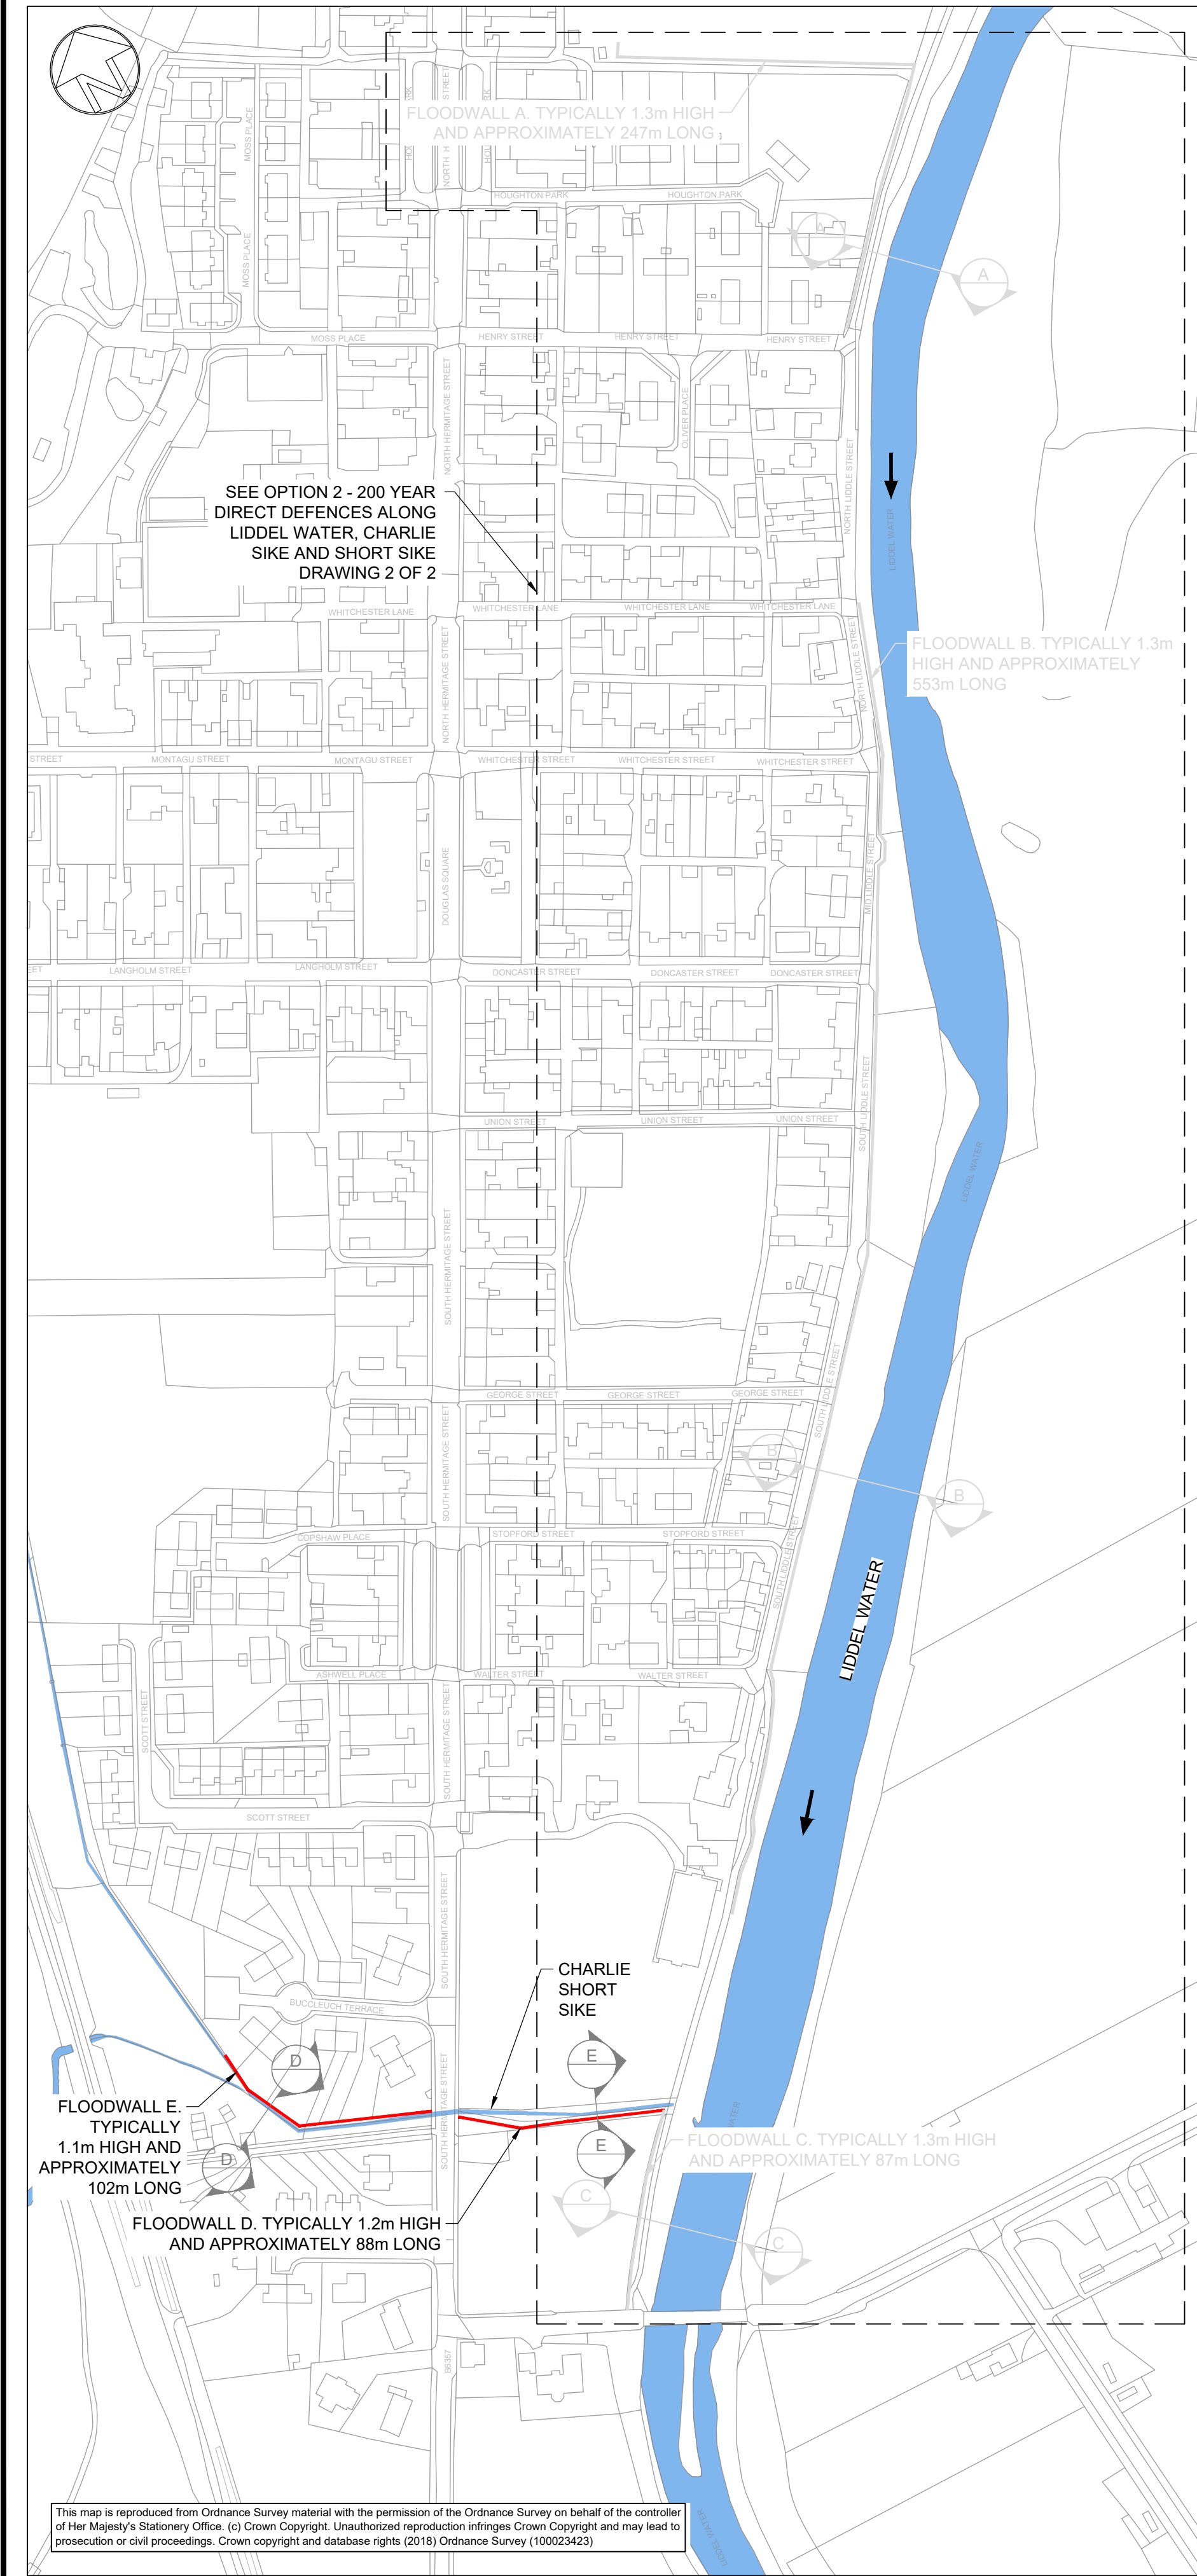 N
MOSS PLACE
HOU
RK
NORTH H
STREET
HOU
RK
FLOODWALL A. TYPICALLY 1.3m HIGH
AND APPROXIMATELY 247m LONG
HOUGHTON PARK
HOUGHTON PARK
MOSS PLACE
A
A
MOSS PLACE
HENRY STREET
HENRY STREET
HENRY STREET
NORTH HERMITAGE STREET
OLIVER PLACE
NORTH LIDDLE STREET
LIDDEL WATER
SEE OPTION 2 - 200 YEAR
DIRECT DEFENCES ALONG
LIDDEL WATER, CHARLIE
SIKE AND SHORT SIKE
DRAWING 2 OF 2
WHITCHESTER LANE
WHITCHESTER LANE
WHITCHESTER LANE
WHITCHESTER LANE
NORTH HERMITAGE STREET
NORTH LIDDLE STREET
FLOODWALL B. TYPICALLY 1.3m
HIGH AND APPROXIMATELY
553m LONG
STREET
MONTAGU STREET
MONTAGU STREET
WHITCHESTER STREET
WHITCHESTER STREET
WHITCHESTER STREET
DOUGLAS SQUARE
MID LIDDLE STREET
EET
LANGHOLM STREET
LANGHOLM STREET
DONCASTER STREET
DONCASTER STREET
DONCASTER STREET
SOUTH LIDDLE STREET
UNION STREET
UNION STREET
UNION STREET
LIDDEL WATER
SOUTH HERMITAGE STREET
SOUTH LIDDLE STREET
GEORGE STREET
GEORGE STREET
GEORGE STREET
SOUTH HERMITAGE STREET
B
B
COPSHAW PLACE
STOPFORD STREET
STOPFORD STREET
SOUTH LIDDLE STREET
LIDDEL WATER
ASHWELL PLACE
WALTER STREET
WALTER STREET
SCOTT STREET
SOUTH HERMITAGE STREET
SCOTT STREET
SOUTH HERMITAGE STREET
CHARLIE
SHORT
SIKE
BUCCLEUCH TERRACE
D
E
SOUTH HERMITAGE STREET
FLOODWALL E.
TYPICALLY
1.1m HIGH AND
APPROXIMATELY
102m LONG
D
E
WATER
FLOODWALL C. TYPICALLY 1.3m HIGH
AND APPROXIMATELY 87m LONG
C
C
FLOODWALL D. TYPICALLY 1.2m HIGH
AND APPROXIMATELY 88m LONG
B6357
LIDDEL WATER
This map is reproduced from Ordnance Survey material with the permission of the Ordnance Survey on behalf of the controller
of Her Majesty's Stationery Office. (c) Crown Copyright. Unauthorized reproduction infringes Crown Copyright and may lead to
prosecution or civil proceedings. Crown copyright and database rights (2018) Ordnance Survey (100023423)